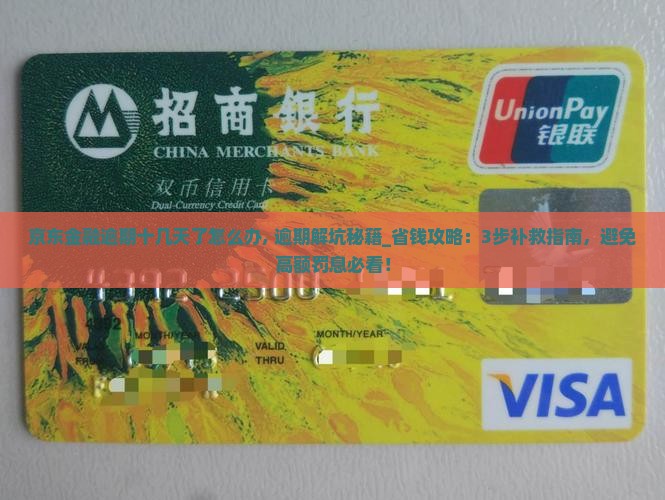 招商银行
CHINA MERCHANTS BANK
双币信用卡
Dual-Currency Credit Card
UnionPay
银联
京东金融逾期十几天了怎么办, 逾期解坑秘籍_省钱攻略：3步补救指南，避免
高额罚息必看！
MONTH/YEAR
VALID
FROM
MONTH/YEAR
VALID
THRU
VISA